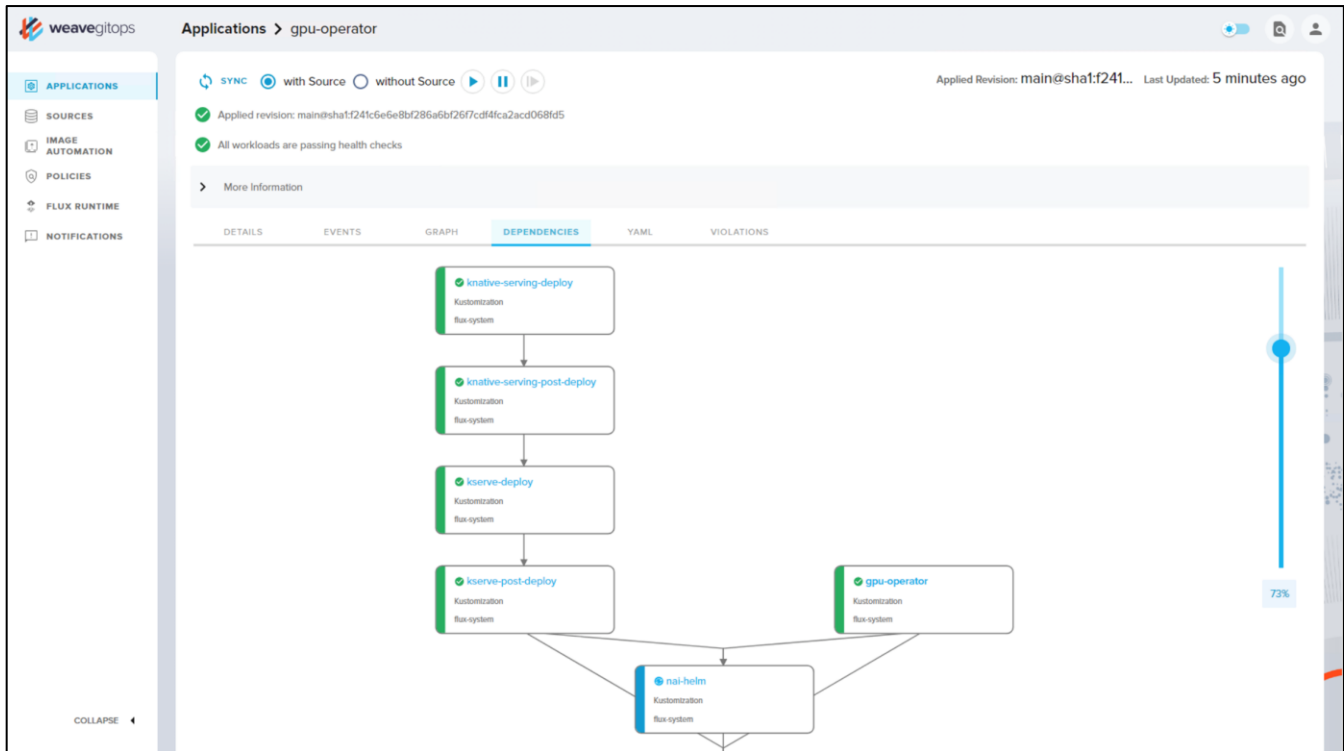 weavegitops
Applications > gpu-operator
APPLICATIONS
SOURCES
IMAGE
AUTOMATION
POLICIES
FLUX RUNTIME
NOTIFICATIONS
COLLAPSE
SYNC with Source without Source
Applied Revision: main@sha1:f241... Last Updated: 5 minutes ago
Applied revision: main@sha1:f241c6e6e8bf286a6bf26f7cdf4fca2acd068fd5
All workloads are passing health checks
More Information
DETAILS EVENTS GRAPH DEPENDENCIES YAML VIOLATIONS
knative-serving-deploy
Kustomization
flux-system
knative-serving-post-deploy
Kustomization
flux-system
kserve-deploy
Kustomization
flux-system
kserve-post-deploy
Kustomization
flux-system
gpu-operator
Kustomization
flux-system
73%
nai-helm
Kustomization
flux-system